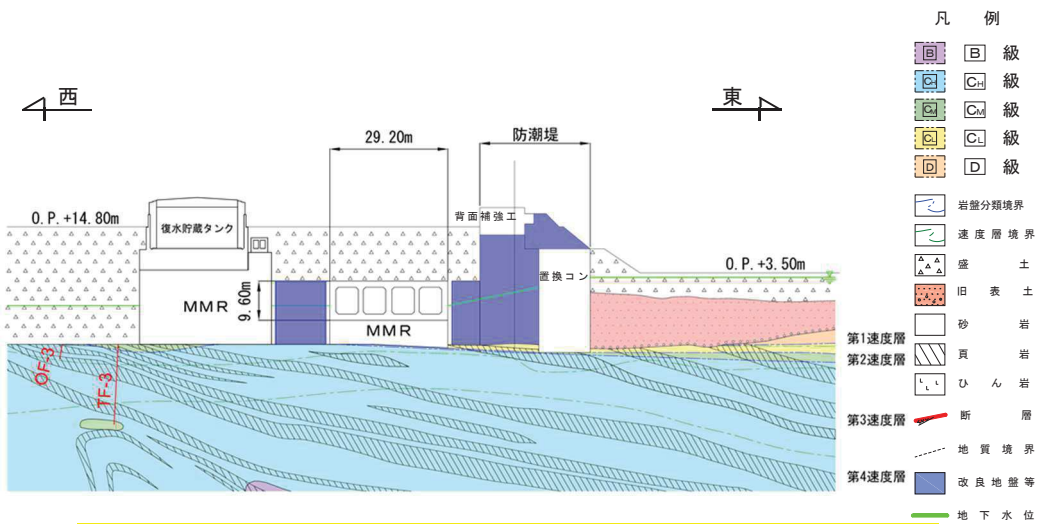 凡 例
B B 級
CH CH 級
CM CM 級
CL CL 級
D D 級
岩盤分類境界
速度層境界
盛 土
旧 表 土
砂 岩
頁 岩
ひ ん 岩
断 層
地 質 境 界
改 良 地 盤 等
地 下 水 位
西
東
29.20m
防潮堤
O.P.+14.80m
復水貯蔵タンク
背面補強工
置換コン
O.P.+3.50m
MMR
9.60m
MMR
OF-3
TF-3
第1速度層
第2速度層
第3速度層
第4速度層